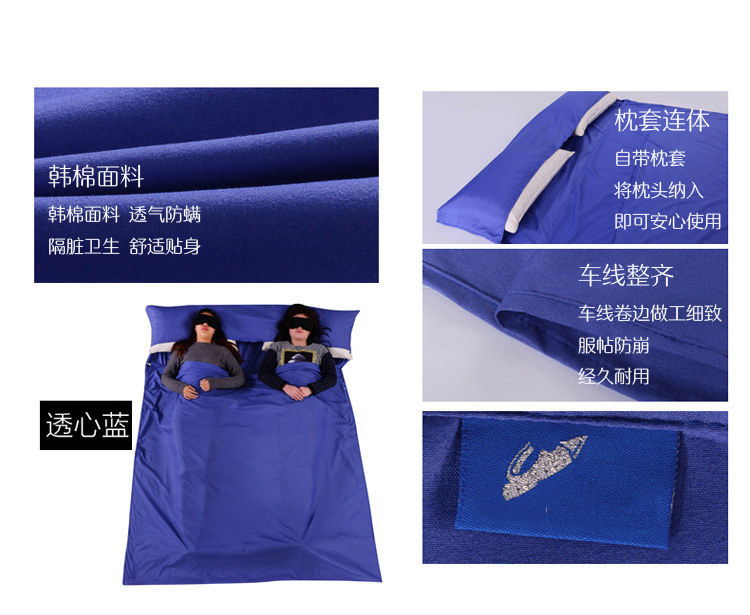 韩棉面料
韩棉面料 透气防螨
隔脏卫生 舒适贴身
枕套连体
自带枕套
将枕头纳入
即可安心使用
车线整齐
车线卷边做工细致
服帖防崩
经久耐用
透心蓝